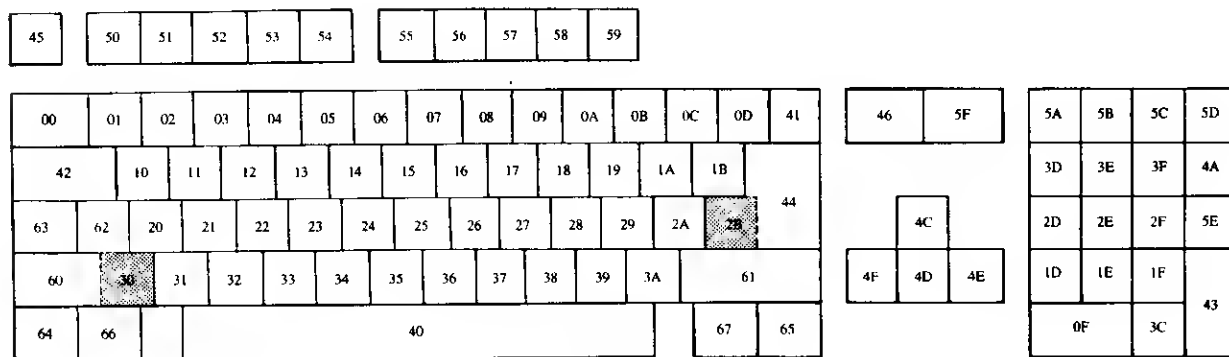 45 50 51 52 53 54 55 56 57 58 59
00 01 02 03 04 05 06 07 08 09 0A 0B 0C 0D 41 46 5F 5A 5B 5C 5D
42 10 11 12 13 14 15 16 17 18 19 1A 1B 44 3D 3E 3F 4A
63 62 20 21 22 23 24 25 26 27 28 29 2A 2B 4C 2D 2E 2F 5E
60 30 31 32 33 34 35 36 37 38 39 3A 61 4F 4D 4E 1D 1E 1F 43
64 66 40 67 65 0F 3C